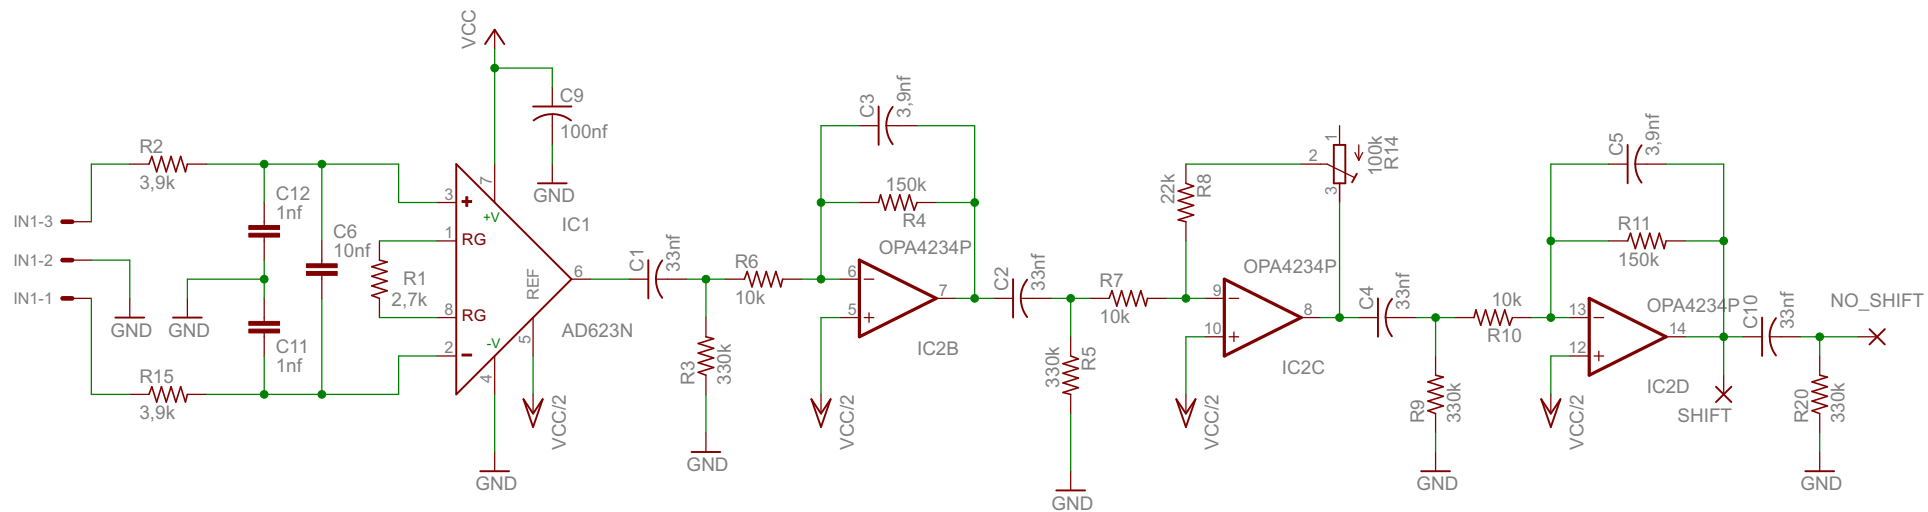 VCC
C9
100nf
GND
R2
3,9k
IN1-3
IN1-2
IN1-1
GND
GND
C12
1nf
C6
10nf
C11
1nf
R15
3,9k
R1
2,7k
3
1
8
2
7
+V
RG
RG
REF
-V
4
5
6
IC1
AD623N
VCC/2
GND
C1
33nf
R3
330k
GND
R6
10k
C3
3,9nf
150k
R4
OPA4234P
6
5
7
IC2B
VCC/2
C2
33nf
330k
R5
GND
R7
10k
22k
R8
1
2
3
100k
R14
OPA4234P
9
10
8
IC2C
VCC/2
C4
33nf
R9
330k
GND
10k
R10
C5
3,9nf
R11
150k
OPA4234P
13
12
14
IC2D
VCC/2
SHIFT
C10
33nf
NO_SHIFT
R20
330k
GND